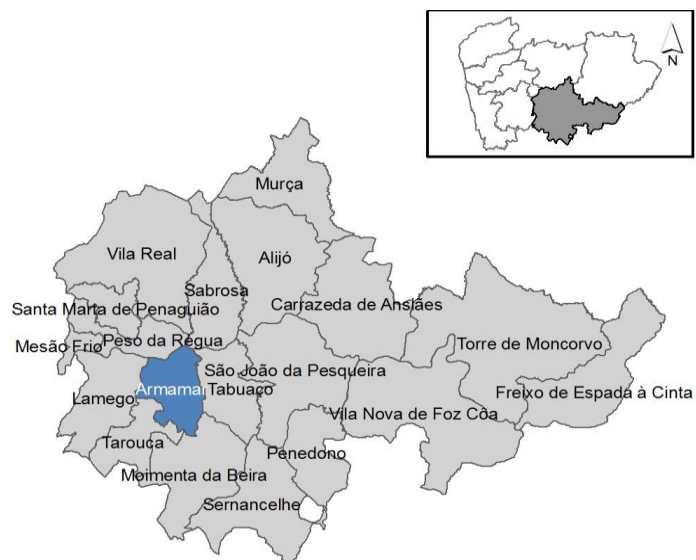 N
Murça
Vila Real
Alijó
Sabrosa
Carrazeda de Ansiães
Santa Marta de Penaguião
Peso da Régua
Mesão Frio
Torre de Moncorvo
São João da Pesqueira
Armamar
Tabuaço
Freixo de Espada à Cinta
Lamego
Vila Nova de Foz Côa
Tarouca
Penedono
Moimenta da Beira
Sernancelhe